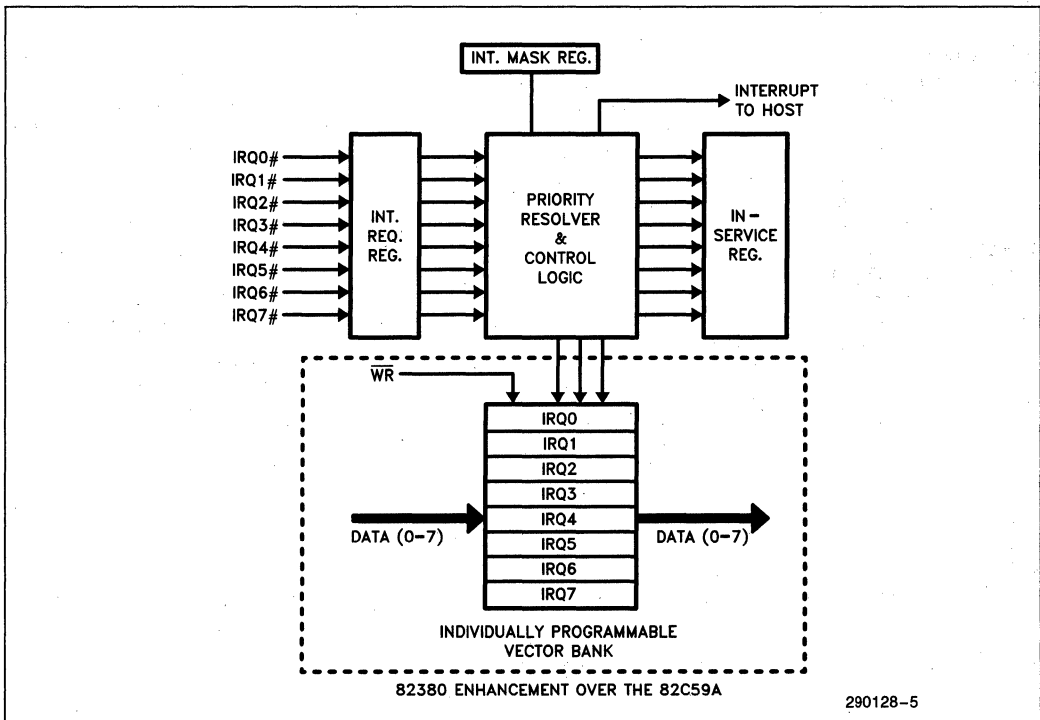 INT. MASK REG.
INTERRUPT
TO HOST
IRQ0#
IRQ1#
IRQ2#
IRQ3#
IRQ4#
IRQ5#
IRQ6#
IRQ7#
INT.
REQ.
REG.
PRIORITY
RESOLVER
&
CONTROL
LOGIC
IN-
SERVICE
REG.
WR
IRQ0
IRQ1
IRQ2
IRQ3
IRQ4
IRQ5
IRQ6
IRQ7
DATA (0-7)
DATA (0-7)
INDIVIDUALLY PROGRAMMABLE
VECTOR BANK
82380 ENHANCEMENT OVER THE 82C59A
290128-5